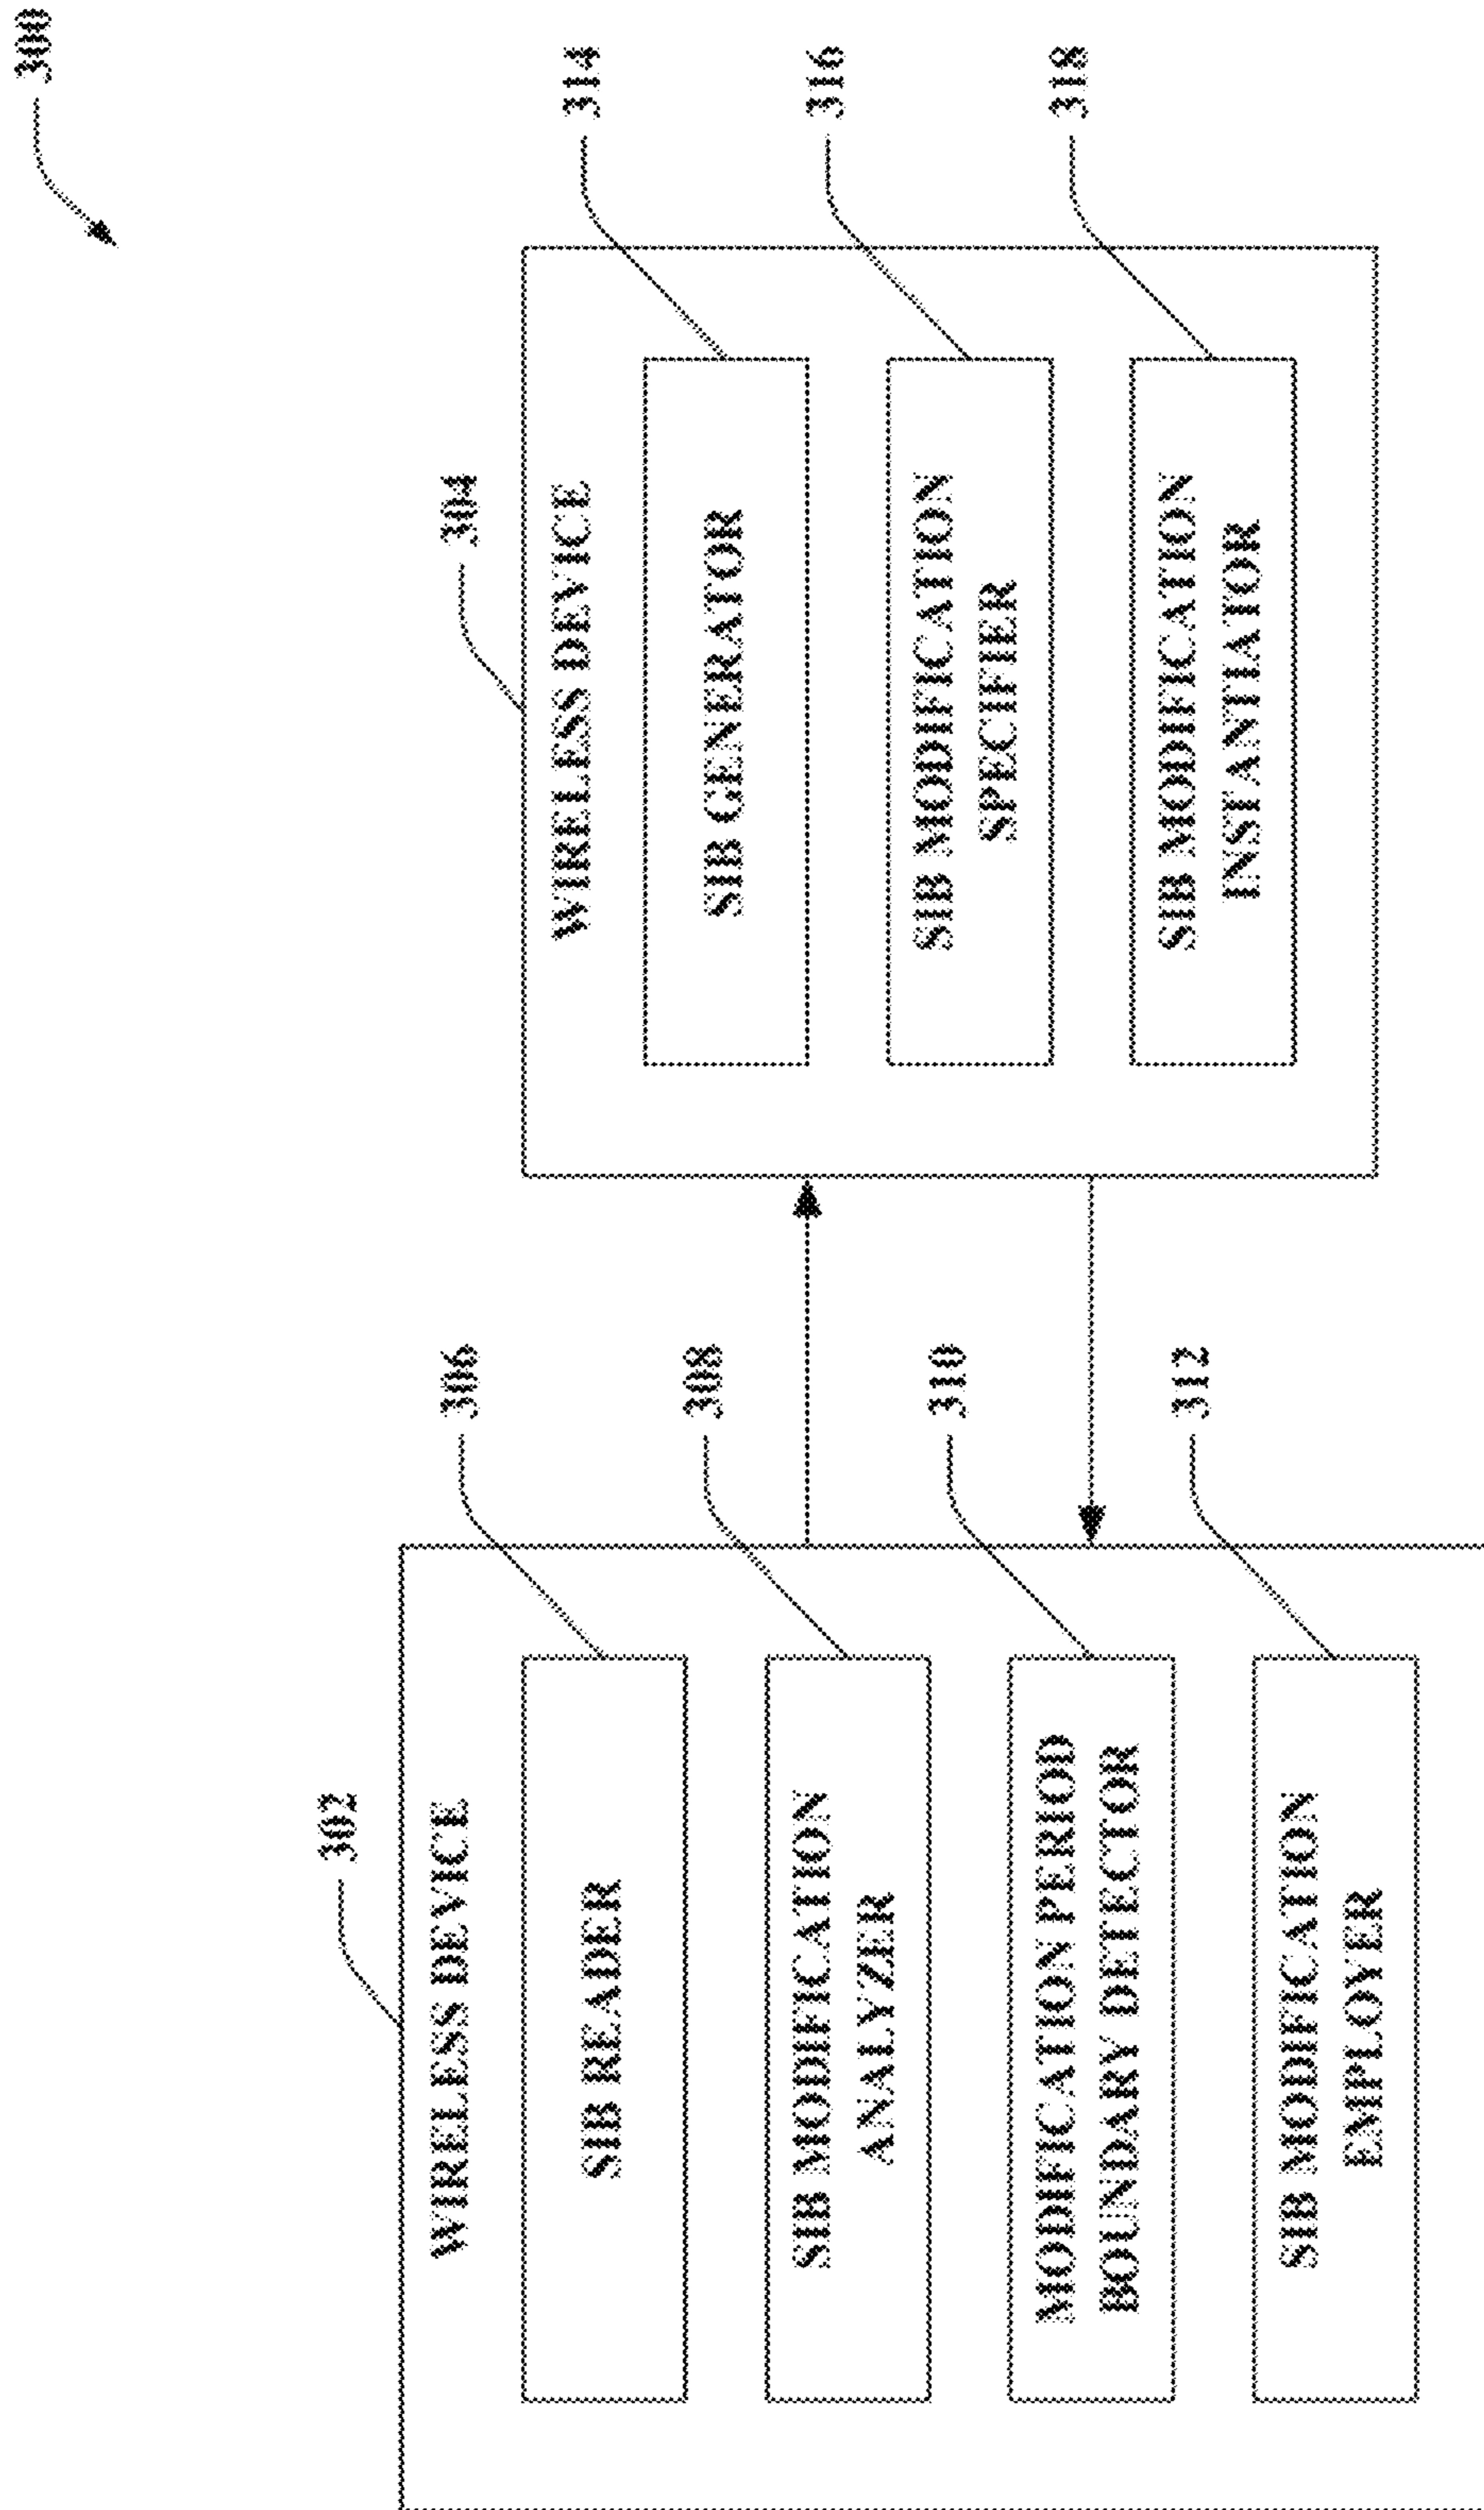 300
302
WIRELESS DEVICE
306
SIB READER
308
SIB MODIFICATION
ANALYZER
310
MODIFICATION PERIOD
BOUNDARY DETECTOR
312
SIB MODIFICATION
EMPLOYER
304
WIRELESS DEVICE
314
SIB GENERATOR
316
SIB MODIFICATION
SPECIFIER
318
SIB MODIFICATION
INSTANTIATOR